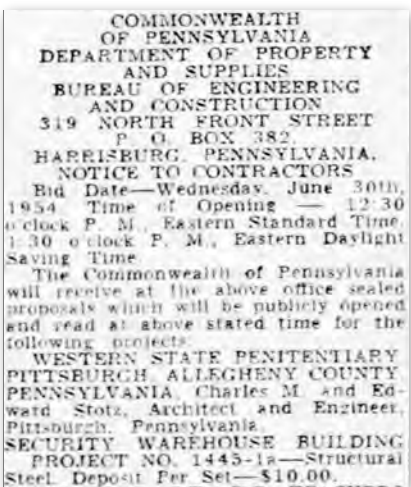 COMMONWEALTH
OF PENNSYLVANIA
DEPARTMENT OF PROPERTY
AND SUPPLIES
BUREAU OF ENGINEERING
AND CONSTRUCTION
319 NORTH FRONT STREET
P. O. BOX 382,
HARRISBURG, PENNSYLVANIA.
NOTICE TO CONTRACTORS
Bid Date—Wednesday, June 30th,
1954 Time of Opening — 12:30
o'clock P. M., Eastern Standard Time.
1:30 o'clock P. M., Eastern Daylight
Saving Time
The Commonwealth of Pennsylvania
will receive at the above office sealed
proposals which will be publicly opened
and read at above stated time for the
following projects:
WESTERN STATE PENITENTIARY
PITTSBURGH, ALLEGHENY COUNTY
PENNSYLVANIA, Charles M. and Ed-
ward Stotz, Architect and Engineer,
Pittsburgh, Pennsylvania.
SECURITY WAREHOUSE BUILDING
PROJECT NO. 1445-1a—Structural
Steel. Deposit Per Set—$10.00.